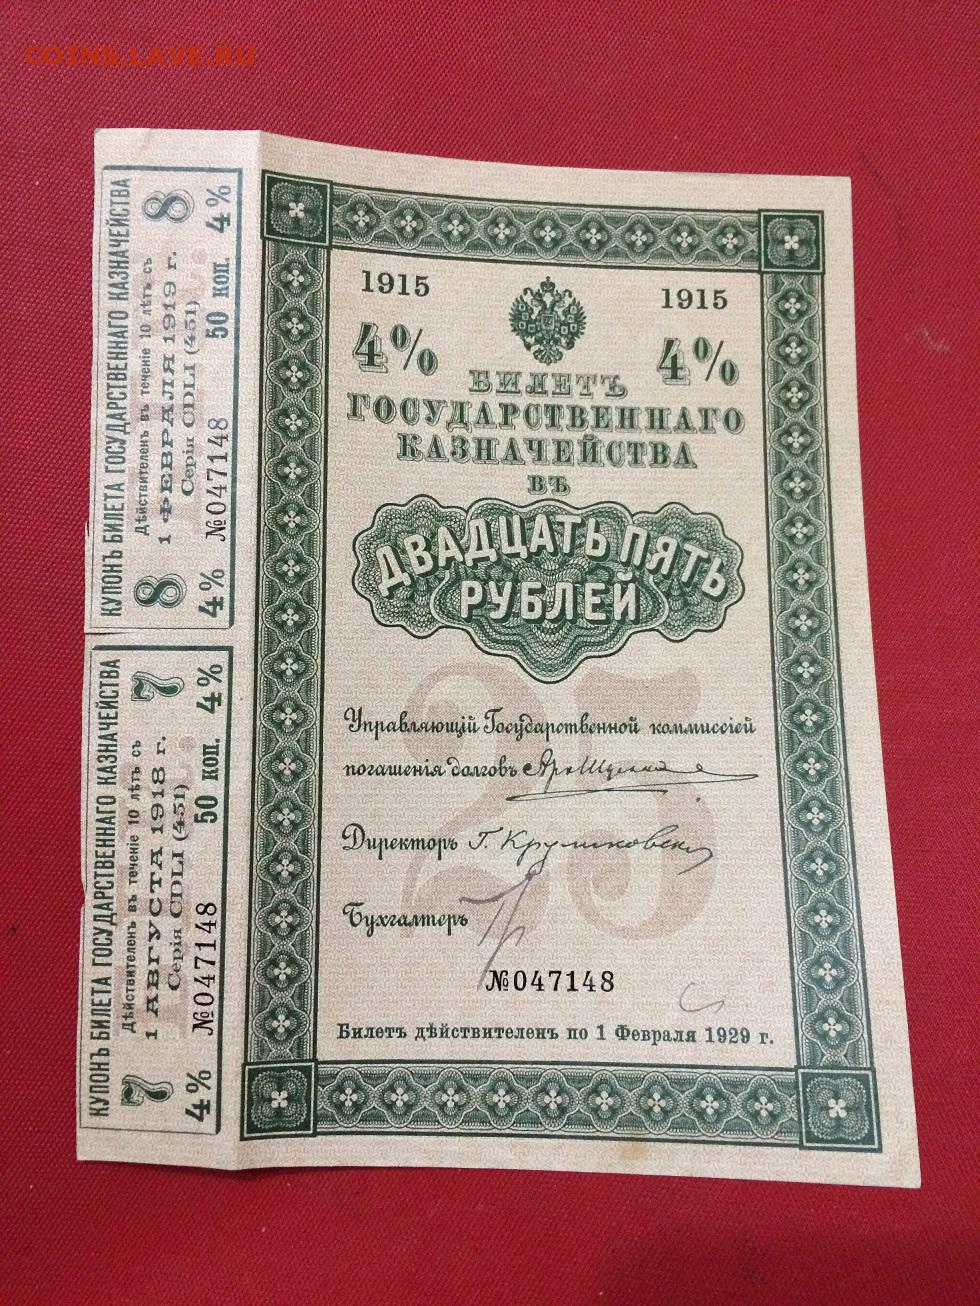 COINS.LAVE.RU
1915
1915
4%
4%
БИЛЕТЪ
ГОСУДАРСТВЕННАГО
КАЗНАЧЕЙСТВА
ВЪ
ДВАДЦАТЬ ПЯТЬ
РУБЛЕЙ
25
Управляющій Государственной коммиссіей
погашенія долговъ
Директоръ
Бухгалтеръ
№047148
Билетъ дѣйствителенъ по 1 Февраля 1929 г.
КУПОНЪ БИЛЕТА ГОСУДАРСТВЕННАГО КАЗНАЧЕЙСТВА
8
8
Дѣйствителенъ въ теченіе 10 лѣтъ съ
1 ФЕВРАЛЯ 1919 г.
Серія CDLI (451)
№047148
4%
50 коп.
4%
КУПОНЪ БИЛЕТА ГОСУДАРСТВЕННАГО КАЗНАЧЕЙСТВА
7
7
Дѣйствителенъ въ теченіе 10 лѣтъ съ
1 АВГУСТА 1918 г.
Серія CDLI (451)
№047148
4%
50 коп.
4%